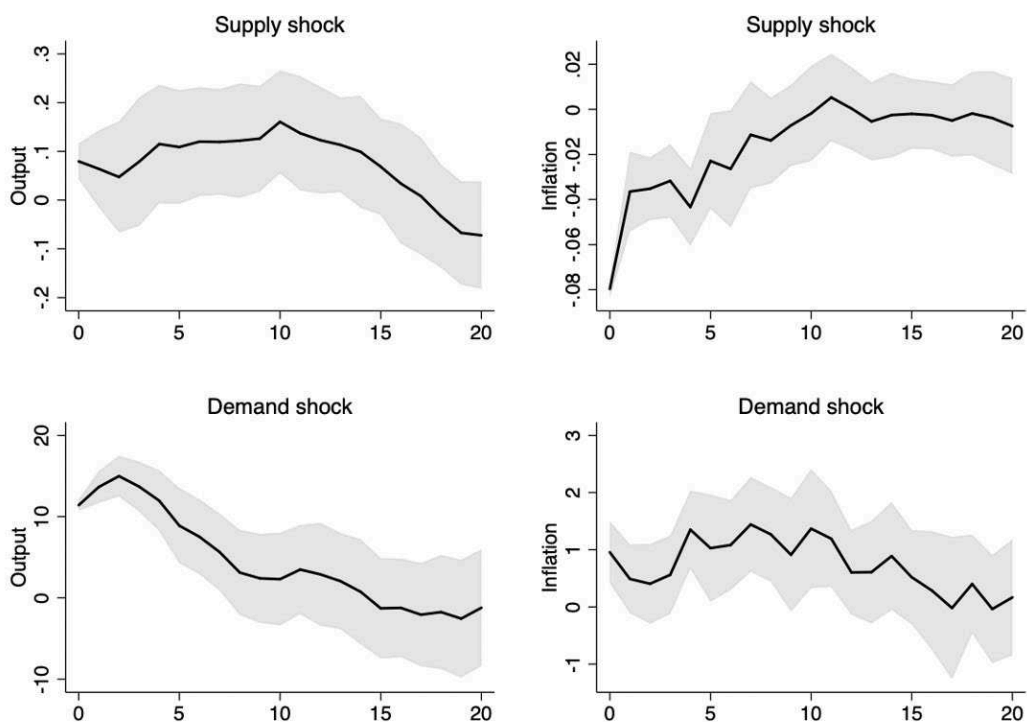 Supply shock
Output
.3
.2
.1
0
-.1
-.2
0 5 10 15 20
Supply shock
Inflation
.02
0
-.02
-.04
-.06
-.08
0 5 10 15 20
Demand shock
Output
20
10
0
-10
0 5 10 15 20
Demand shock
Inflation
3
2
1
0
-1
0 5 10 15 20